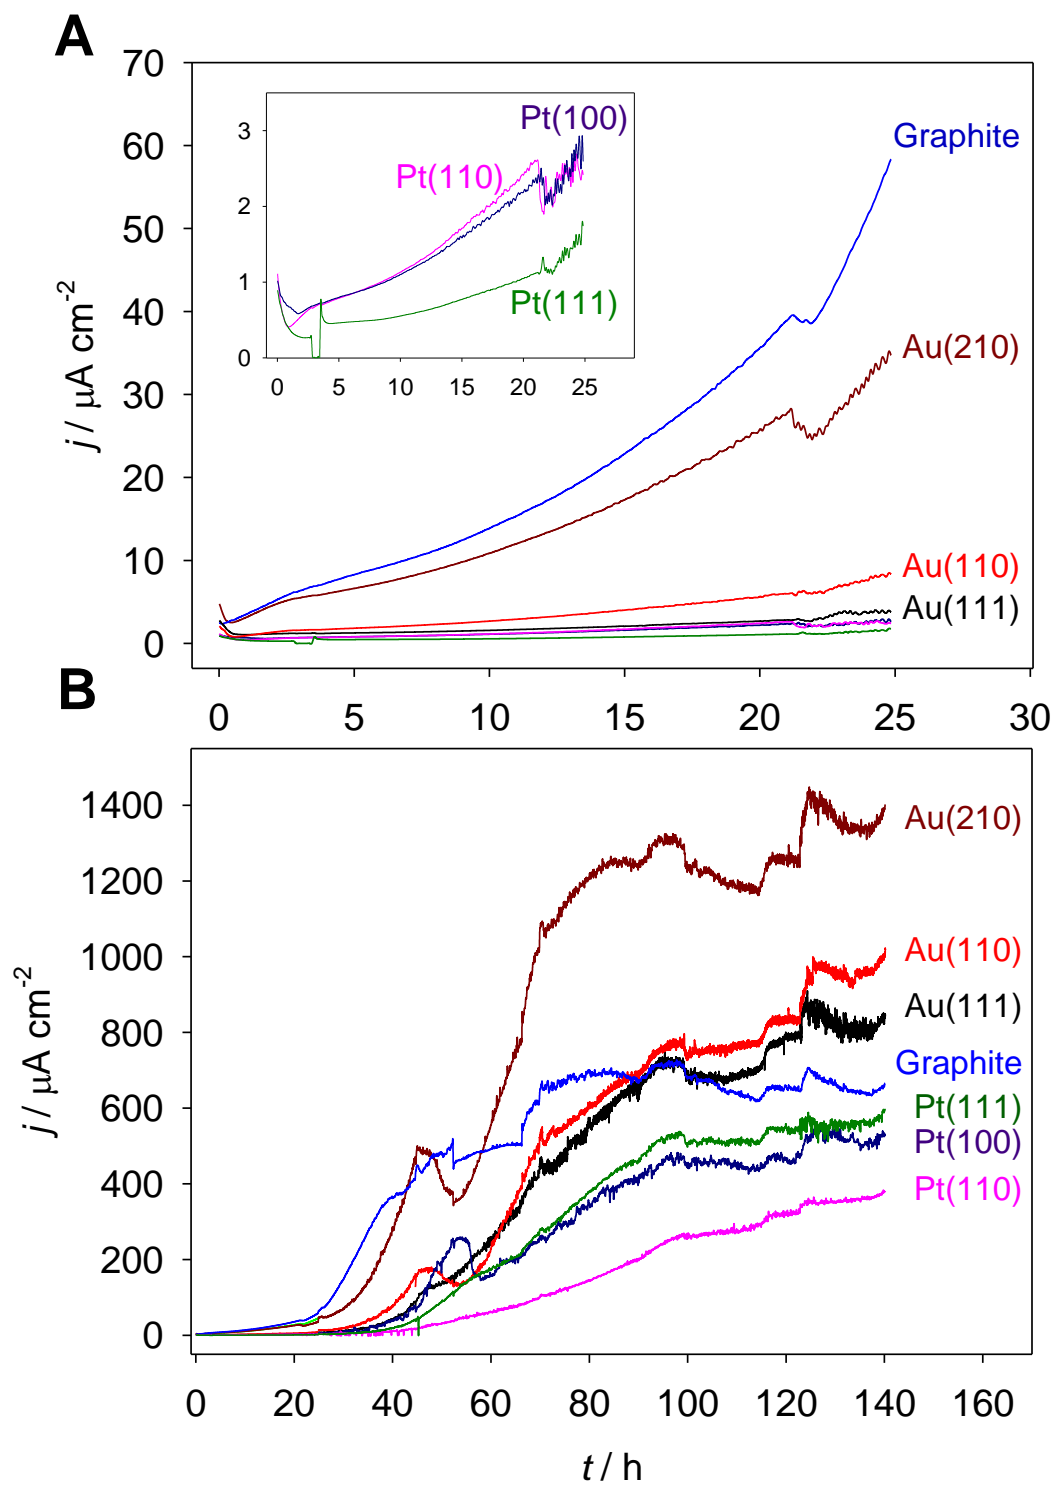 A
70
60
50
40
30
20
10
0
j / μA cm-2
Graphite
Au(210)
Au(110)
Au(111)
3
2
1
0
Pt(100)
Pt(110)
Pt(111)
0 5 10 15 20 25
0 5 10 15 20 25 30
B
1400
1200
1000
800
600
400
200
0
j / μA cm-2
Au(210)
Au(110)
Au(111)
Graphite
Pt(111)
Pt(100)
Pt(110)
0 20 40 60 80 100 120 140 160
t / h